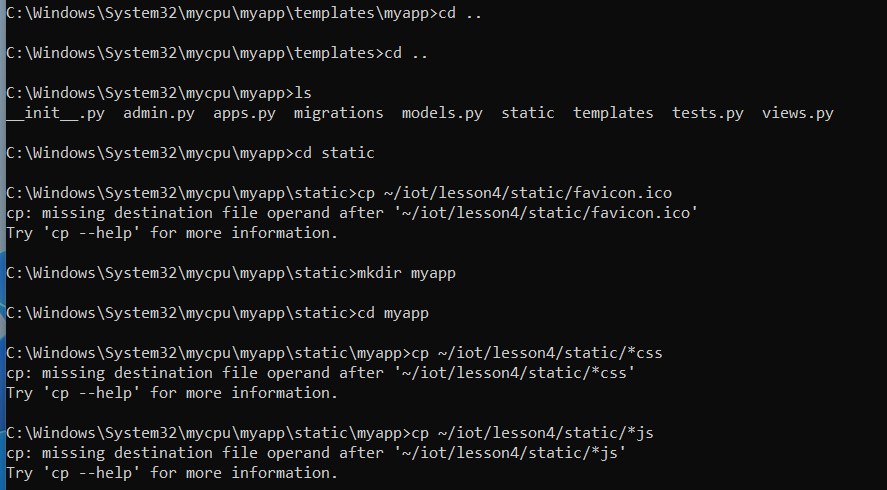 C:\Windows\System32\mycpu\myapp\templates\myapp>cd ..
C:\Windows\System32\mycpu\myapp\templates>cd ..
C:\Windows\System32\mycpu\myapp>ls
__init__.py  admin.py  apps.py  migrations  models.py  static  templates  tests.py  views.py
C:\Windows\System32\mycpu\myapp>cd static
C:\Windows\System32\mycpu\myapp\static>cp ~/iot/lesson4/static/favicon.ico
cp: missing destination file operand after '~/iot/lesson4/static/favicon.ico'
Try 'cp --help' for more information.
C:\Windows\System32\mycpu\myapp\static>mkdir myapp
C:\Windows\System32\mycpu\myapp\static>cd myapp
C:\Windows\System32\mycpu\myapp\static\myapp>cp ~/iot/lesson4/static/*css
cp: missing destination file operand after '~/iot/lesson4/static/*css'
Try 'cp --help' for more information.
C:\Windows\System32\mycpu\myapp\static\myapp>cp ~/iot/lesson4/static/*js
cp: missing destination file operand after '~/iot/lesson4/static/*js'
Try 'cp --help' for more information.